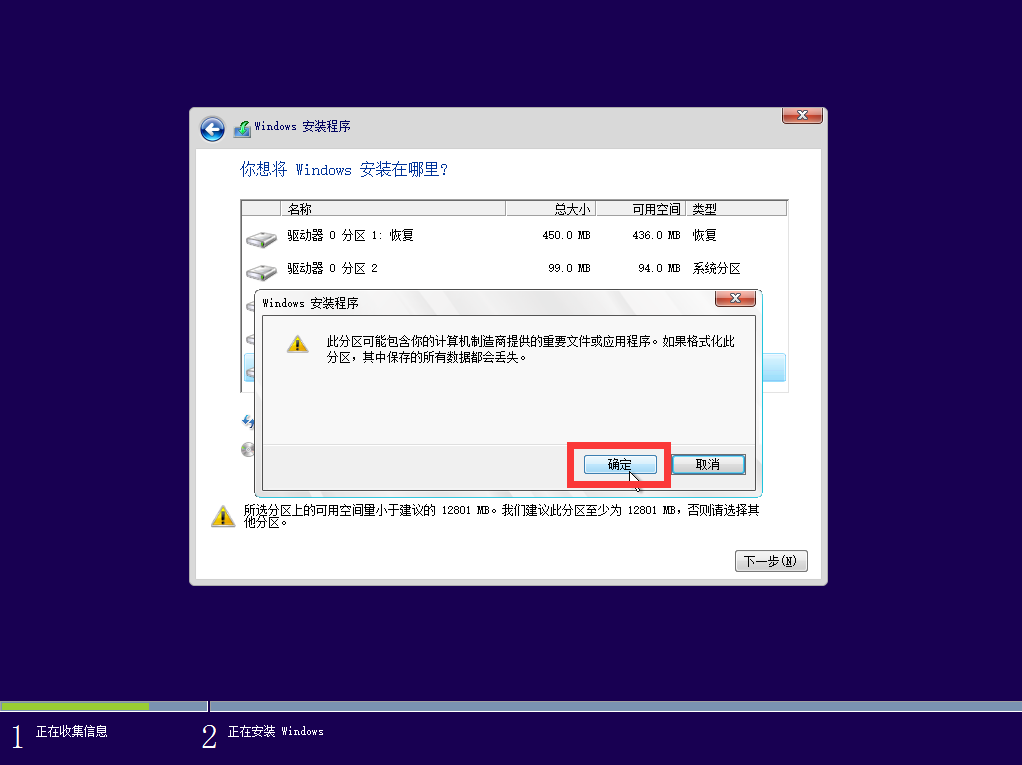 Windows 安装程序
你想将 Windows 安装在哪里?
名称 总大小 可用空间 类型
驱动器 0 分区 1: 恢复 450.0 MB 436.0 MB 恢复
驱动器 0 分区 2 99.0 MB 94.0 MB 系统分区
Windows 安装程序
此分区可能包含你的计算机制造商提供的重要文件或应用程序。如果格式化此
分区，其中保存的所有数据都会丢失。
确定 取消
所选分区上的可用空间量小于建议的 12801 MB。我们建议此分区至少为 12801 MB，否则请选择其
他分区。
下一步(N)
1 正在收集信息 2 正在安装 Windows